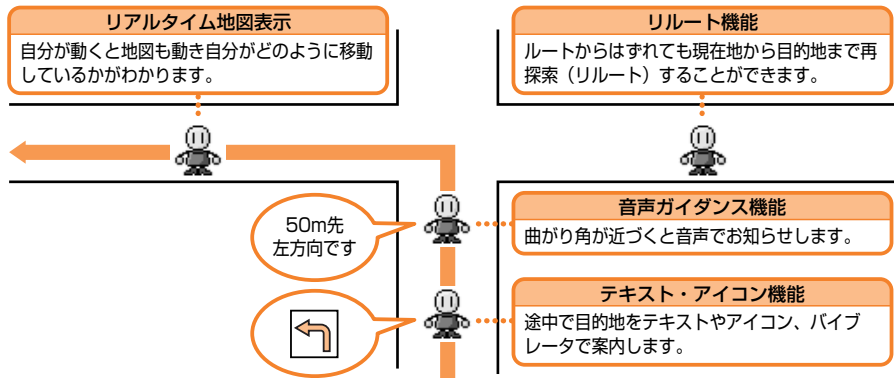 リアルタイム地図表示
自分が動くと地図も動き自分がどのように移動
しているかがわかります。
リルート機能
ルートからはずれても現在地から目的地まで再
探索（リルート）することができます。
50m先
左方向です
音声ガイダンス機能
曲がり角が近づくと音声でお知らせします。
テキスト・アイコン機能
途中で目的地をテキストやアイコン、バイブ
レータで案内します。